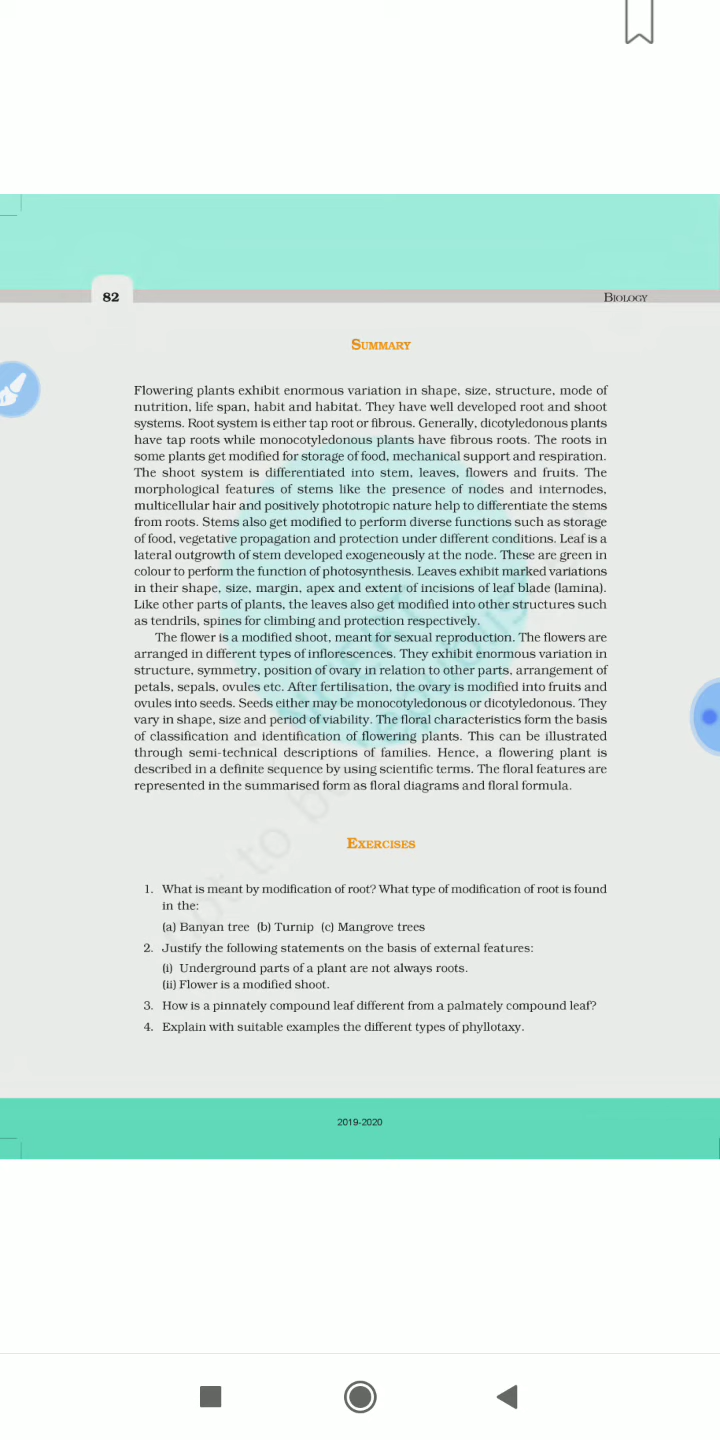 82
BIOLOGY
SUMMARY
Flowering plants exhibit enormous variation in shape, size, structure, mode of
nutrition, life span, habit and habitat. They have well developed root and shoot
systems. Root system is either tap root or fibrous. Generally, dicotyledonous plants
have tap roots while monocotyledonous plants have fibrous roots. The roots in
some plants get modified for storage of food, mechanical support and respiration.
The shoot system is differentiated into stem, leaves, flowers and fruits. The
morphological features of stems like the presence of nodes and internodes,
multicellular hair and positively phototropic nature help to differentiate the stems
from roots. Stems also get modified to perform diverse functions such as storage
of food, vegetative propagation and protection under different conditions. Leaf is a
lateral outgrowth of stem developed exogeneously at the node. These are green in
colour to perform the function of photosynthesis. Leaves exhibit marked variations
in their shape, size, margin, apex and extent of incisions of leaf blade (lamina).
Like other parts of plants, the leaves also get modified into other structures such
as tendrils, spines for climbing and protection respectively.
The flower is a modified shoot, meant for sexual reproduction. The flowers are
arranged in different types of inflorescences. They exhibit enormous variation in
structure, symmetry, position of ovary in relation to other parts, arrangement of
petals, sepals, ovules etc. After fertilisation, the ovary is modified into fruits and
ovules into seeds. Seeds either may be monocotyledonous or dicotyledonous. They
vary in shape, size and period of viability. The floral characteristics form the basis
of classification and identification of flowering plants. This can be illustrated
through semi-technical descriptions of families. Hence, a flowering plant is
described in a definite sequence by using scientific terms. The floral features are
represented in the summarised form as floral diagrams and floral formula.
EXERCISES
1. What is meant by modification of root? What type of modification of root is found
in the:
(a) Banyan tree (b) Turnip (c) Mangrove trees
2. Justify the following statements on the basis of external features:
(i) Underground parts of a plant are not always roots.
(ii) Flower is a modified shoot.
3. How is a pinnately compound leaf different from a palmately compound leaf?
4. Explain with suitable examples the different types of phyllotaxy.
2019-2020